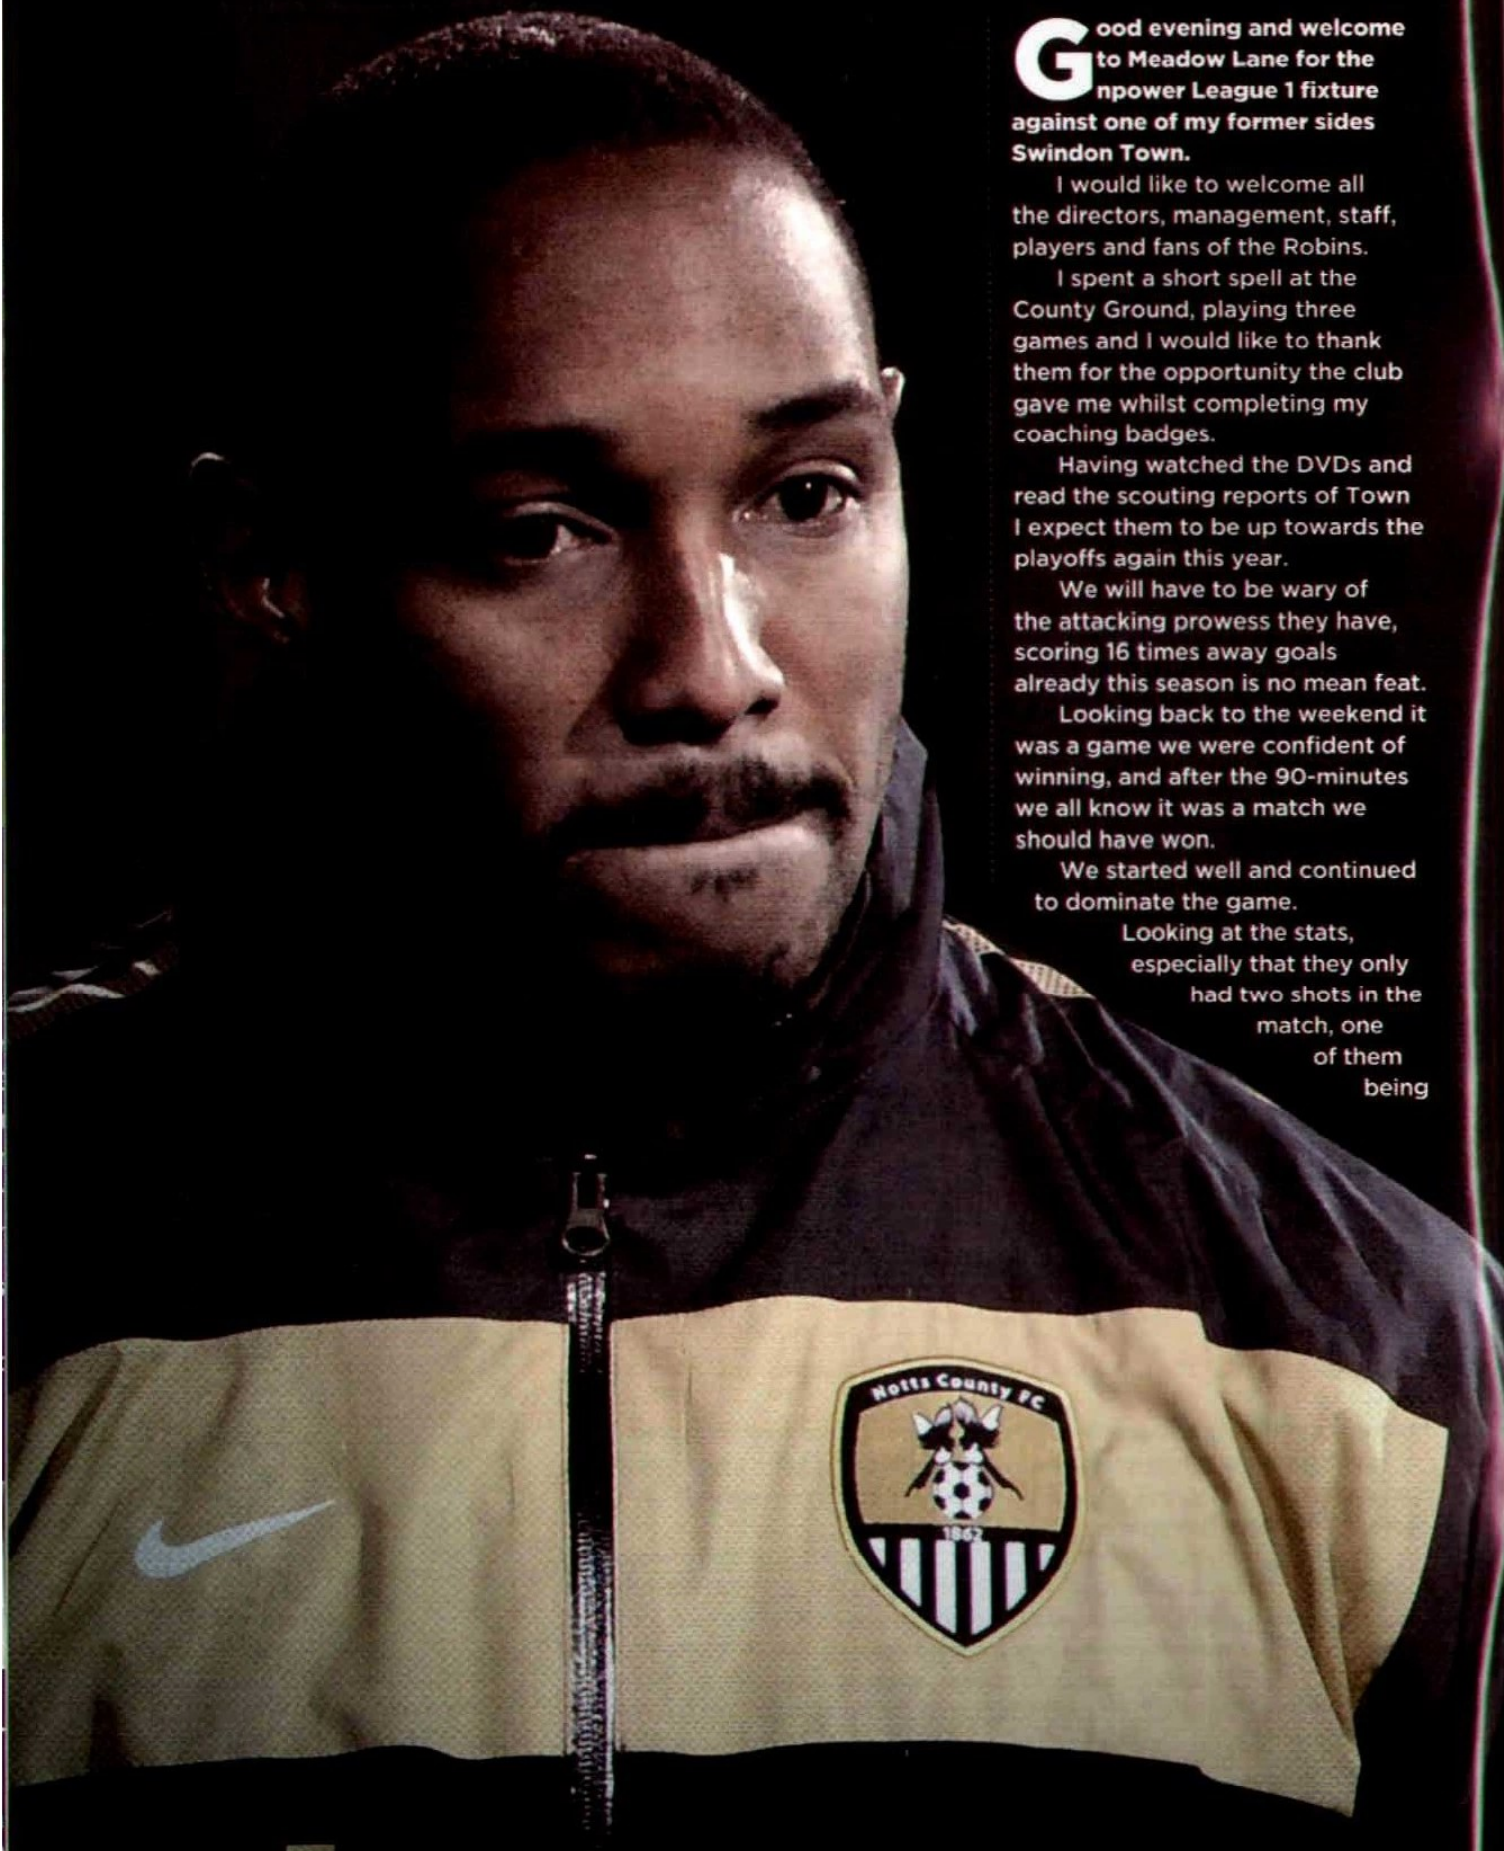 Good evening and welcome
to Meadow Lane for the
npower League 1 fixture
against one of my former sides
Swindon Town.
I would like to welcome all
the directors, management, staff,
players and fans of the Robins.
I spent a short spell at the
County Ground, playing three
games and I would like to thank
them for the opportunity the club
gave me whilst completing my
coaching badges.
Having watched the DVDs and
read the scouting reports of Town
I expect them to be up towards the
playoffs again this year.
We will have to be wary of
the attacking prowess they have,
scoring 16 times away goals
already this season is no mean feat.
Looking back to the weekend it
was a game we were confident of
winning, and after the 90-minutes
we all know it was a match we
should have won.
We started well and continued
to dominate the game.
Looking at the stats,
especially that they only
had two shots in the
match, one
of them
being
Notts County FC
1862